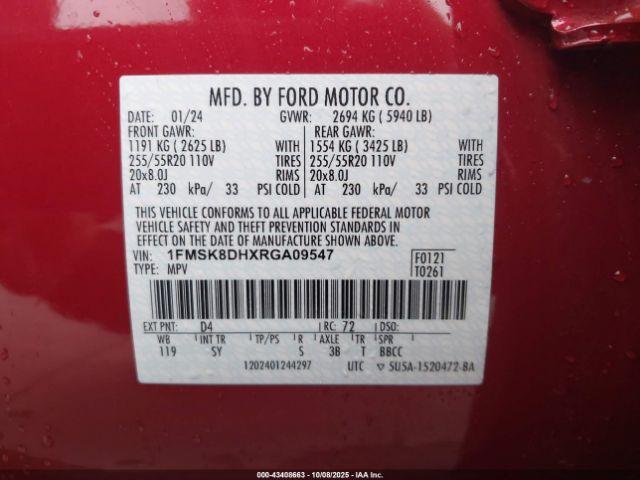 MFD. BY FORD MOTOR CO.
DATE: 01/24 GVWR: 2694 KG ( 5940 LB)
FRONT GAWR: REAR GAWR:
1191 KG ( 2625 LB) WITH 1554 KG ( 3425 LB) WITH
255/55R20 110V TIRES 255/55R20 110V TIRES
20x8.0J RIMS 20x8.0J RIMS
AT 230 kPa/ 33 PSI COLD AT 230 kPa/ 33 PSI COLD
THIS VEHICLE CONFORMS TO ALL APPLICABLE FEDERAL MOTOR
VEHICLE SAFETY AND THEFT PREVENTION STANDARDS IN
EFFECT ON THE DATE OF MANUFACTURE SHOWN ABOVE.
VIN: 1FMSK8DHXRGA09547 F0121
TYPE: MPV T0261
EXT PNT: D4 RC: 72 DSO:
WB INT TR TP/PS R AXLE TR SPR
119 SY S 3B T BBCC
1202401244297 UTC ▽ 5U5A-1520472-BA
000-43408663 - 10/08/2025 - IAA Inc.